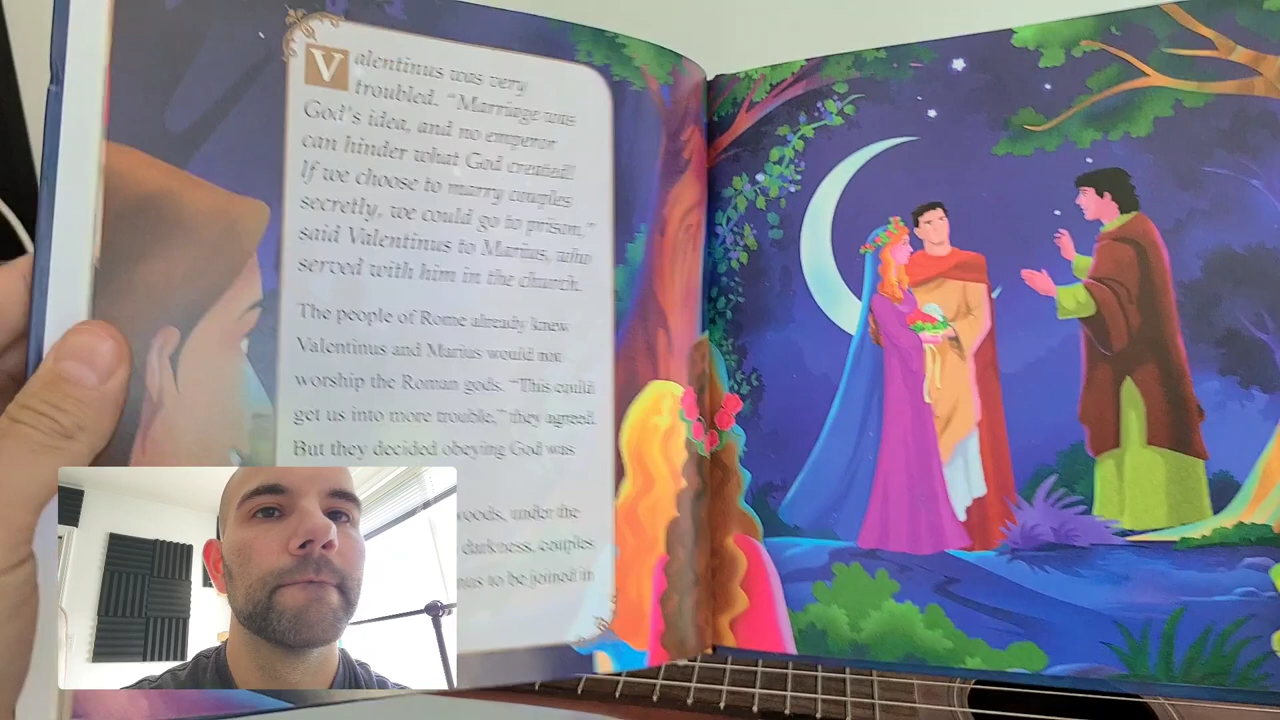 Valentinus was very
troubled. “Marriage was
God's idea, and no emperor
can hinder what God created!
If we choose to marry couples
secretly, we could go to prison,”
said Valentinus to Marius, who
served with him in the church.
The people of Rome already knew
Valentinus and Marius would not
worship the Roman gods. “This could
get us into more trouble,” they agreed.
But they decided obeying God was
woods, under the
darkness, couples
to be joined in